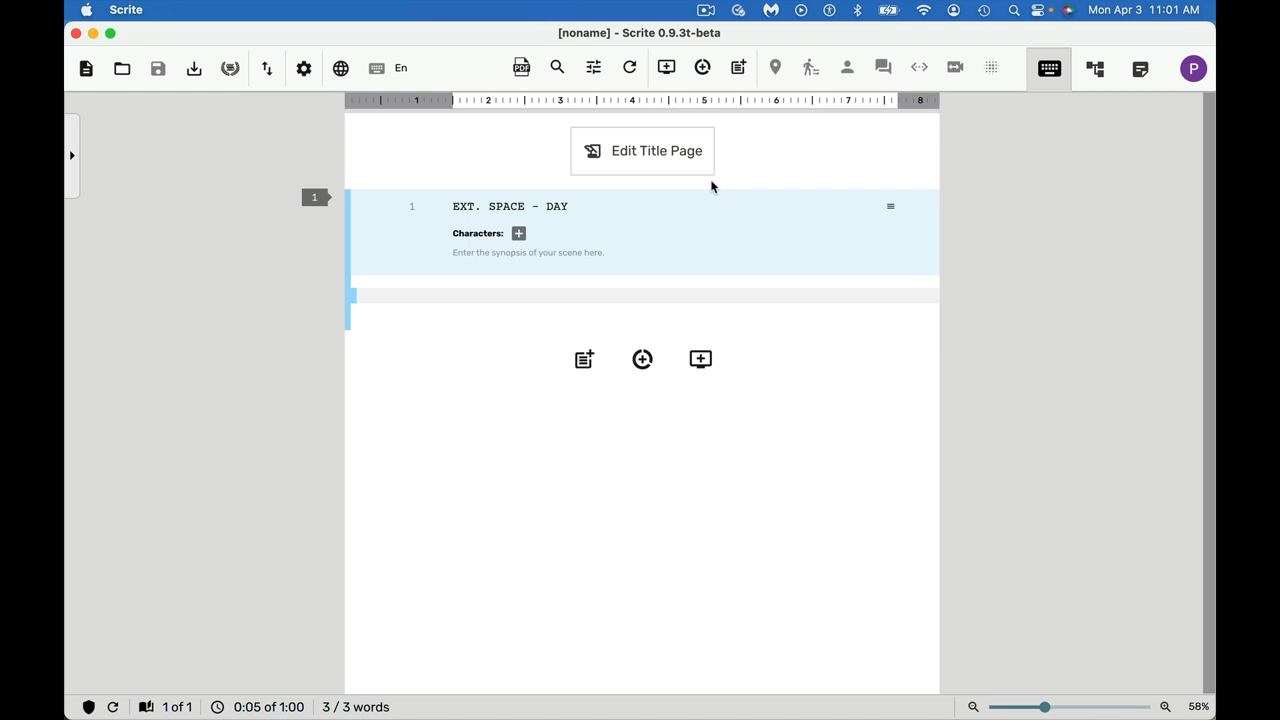 Scrite
Mon Apr 3 11:01 AM
[noname] - Scrite 0.9.3t-beta
PDF
En
P
1 2 3 4 5 6 7 8
Edit Title Page
1
1 EXT. SPACE - DAY
Characters:
Enter the synopsis of your scene here.
1 of 1
0:05 of 1:00
3 / 3 words
58%